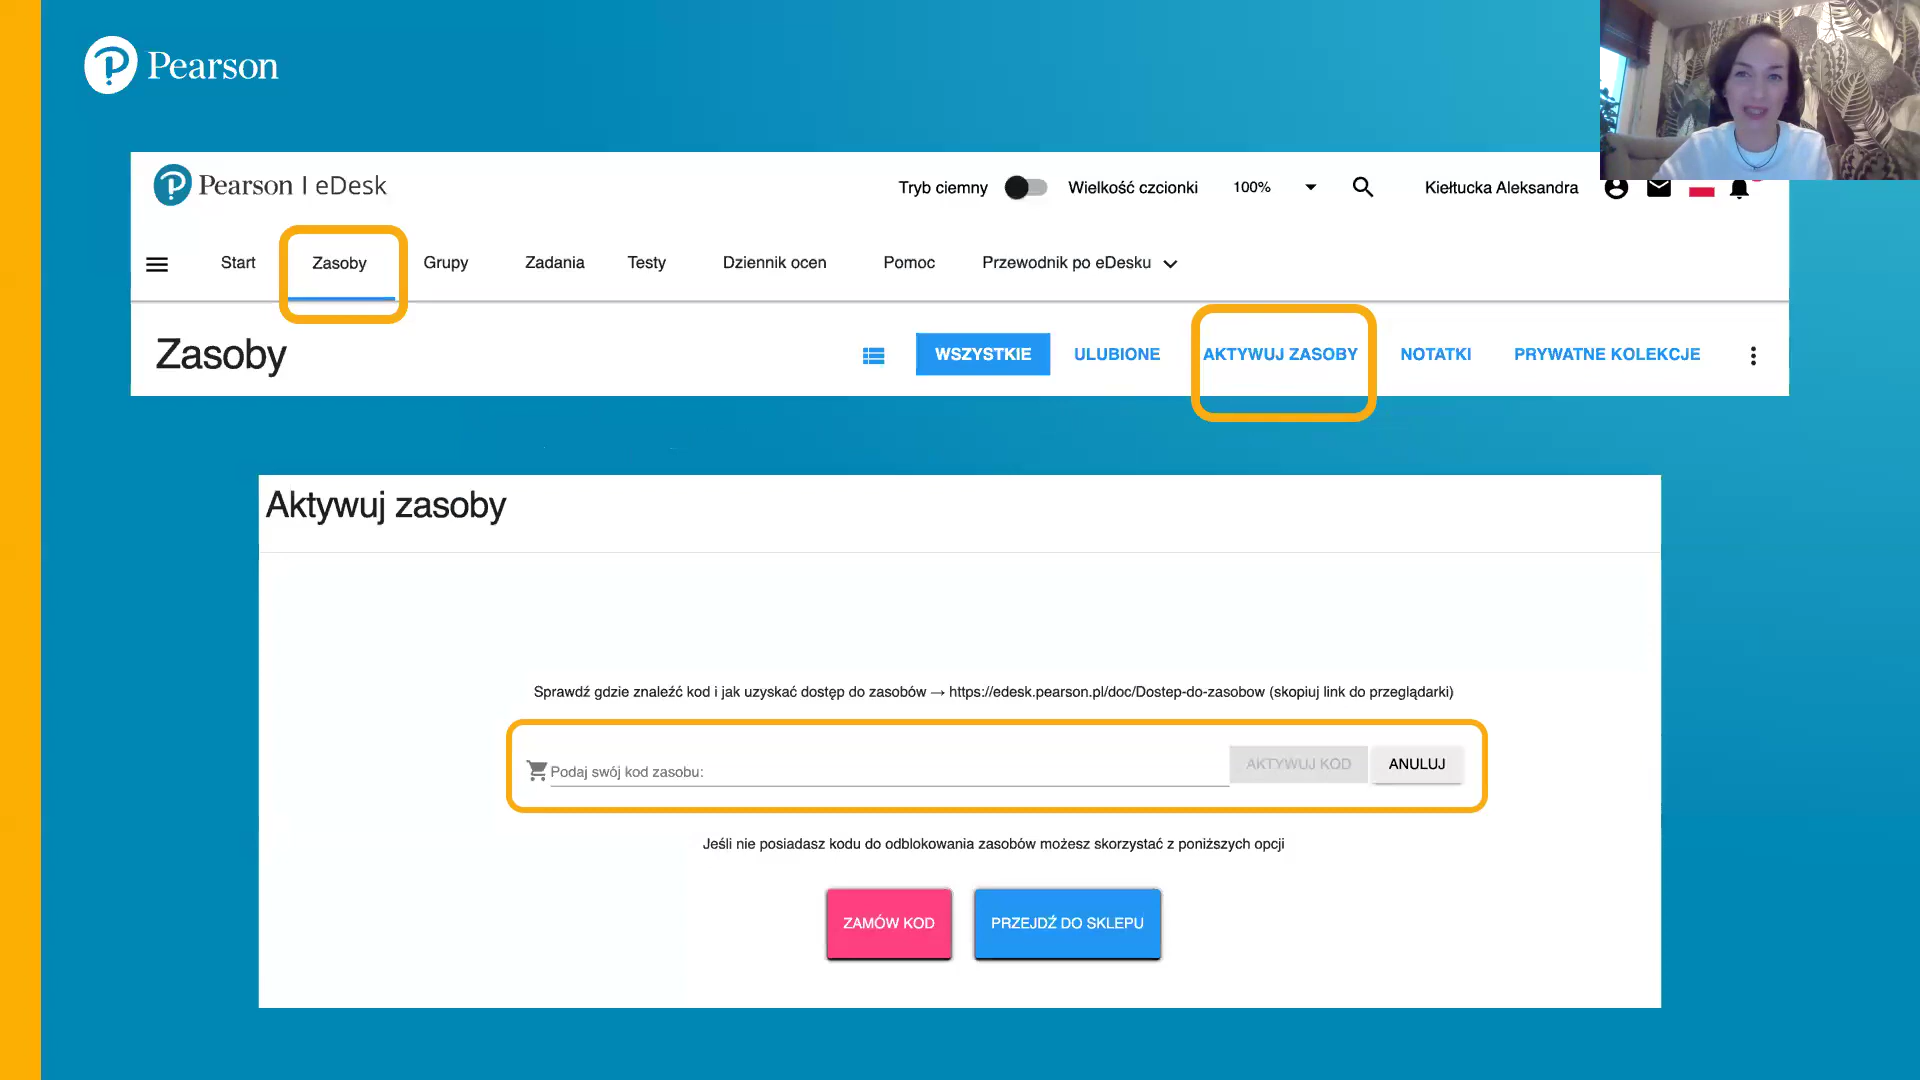 Pearson
Pearson | eDesk
Tryb ciemny Wielkość czcionki 100% Kiełtucka Aleksandra
Start Zasoby Grupy Zadania Testy Dziennik ocen Pomoc Przewodnik po eDesku
Zasoby WSZYSTKIE ULUBIONE AKTYWUJ ZASOBY NOTATKI PRYWATNE KOLEKCJE
Aktywuj zasoby
Sprawdź gdzie znaleźć kod i jak uzyskać dostęp do zasobów → https://edesk.pearson.pl/doc/Dostep-do-zasobow (skopiuj link do przeglądarki)
Podaj swój kod zasobu: AKTYWUJ KOD ANULUJ
Jeśli nie posiadasz kodu do odblokowania zasobów możesz skorzystać z poniższych opcji
ZAMÓW KOD PRZEJDŹ DO SKLEPU